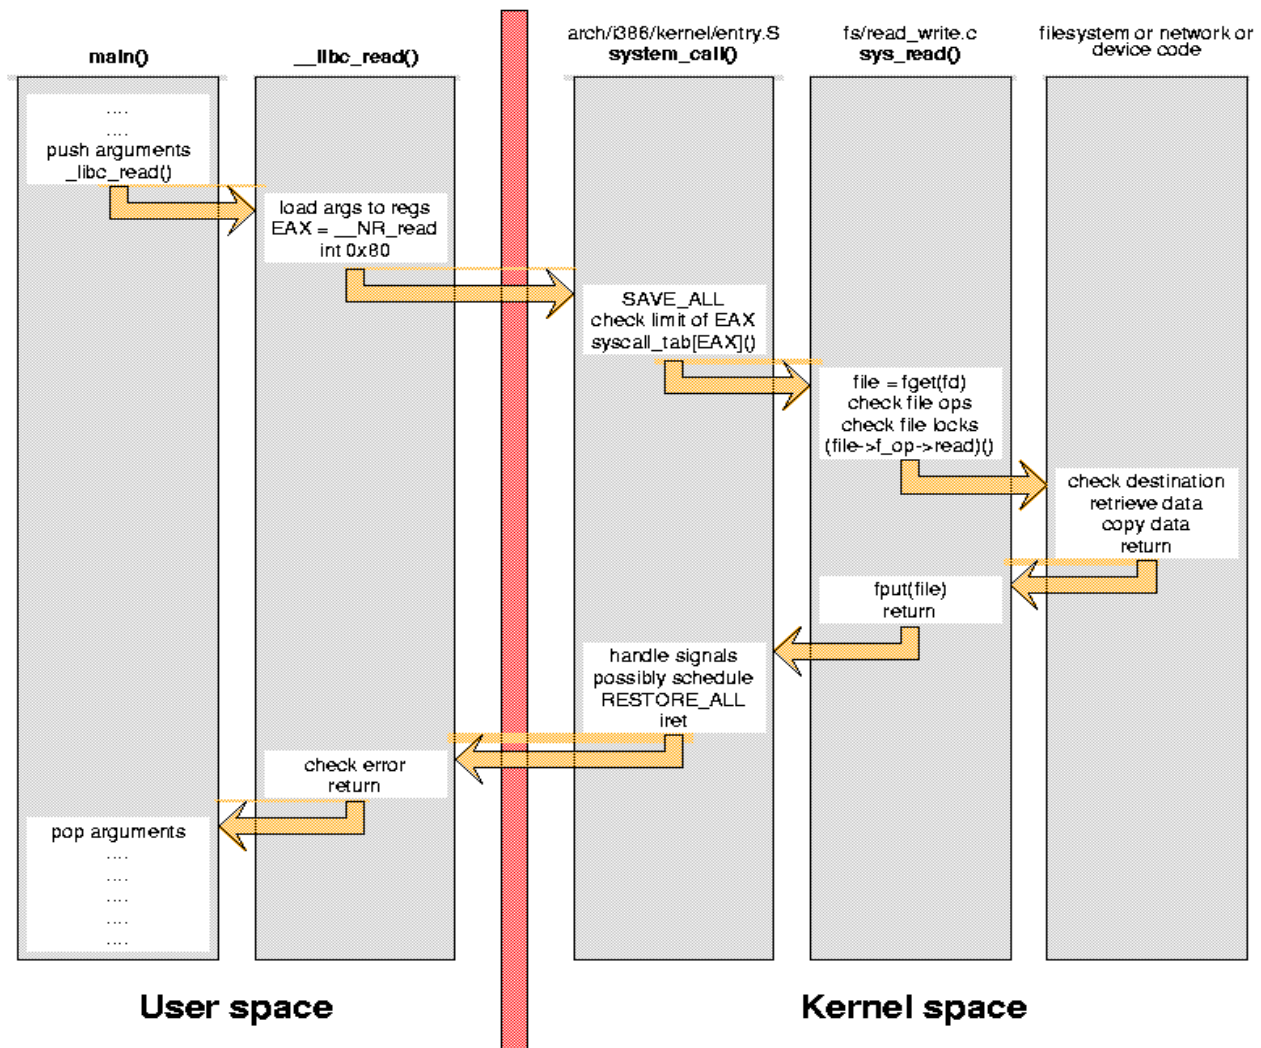 main()
__libc_read()
arch/i386/kernel/entry.S
system_call()
fs/read_write.c
sys_read()
filesystem or network or
device code
....
....
push arguments
_libc_read()
load args to regs
EAX = __NR_read
int 0x80
SAVE_ALL
check limit of EAX
syscall_tab[EAX]()
file = fget(fd)
check file ops
check file locks
(file->f_op->read)()
check destination
retrieve data
copy data
return
fput(file)
return
handle signals
possibly schedule
RESTORE_ALL
iret
check error
return
pop arguments
....
....
....
....
....
User space
Kernel space